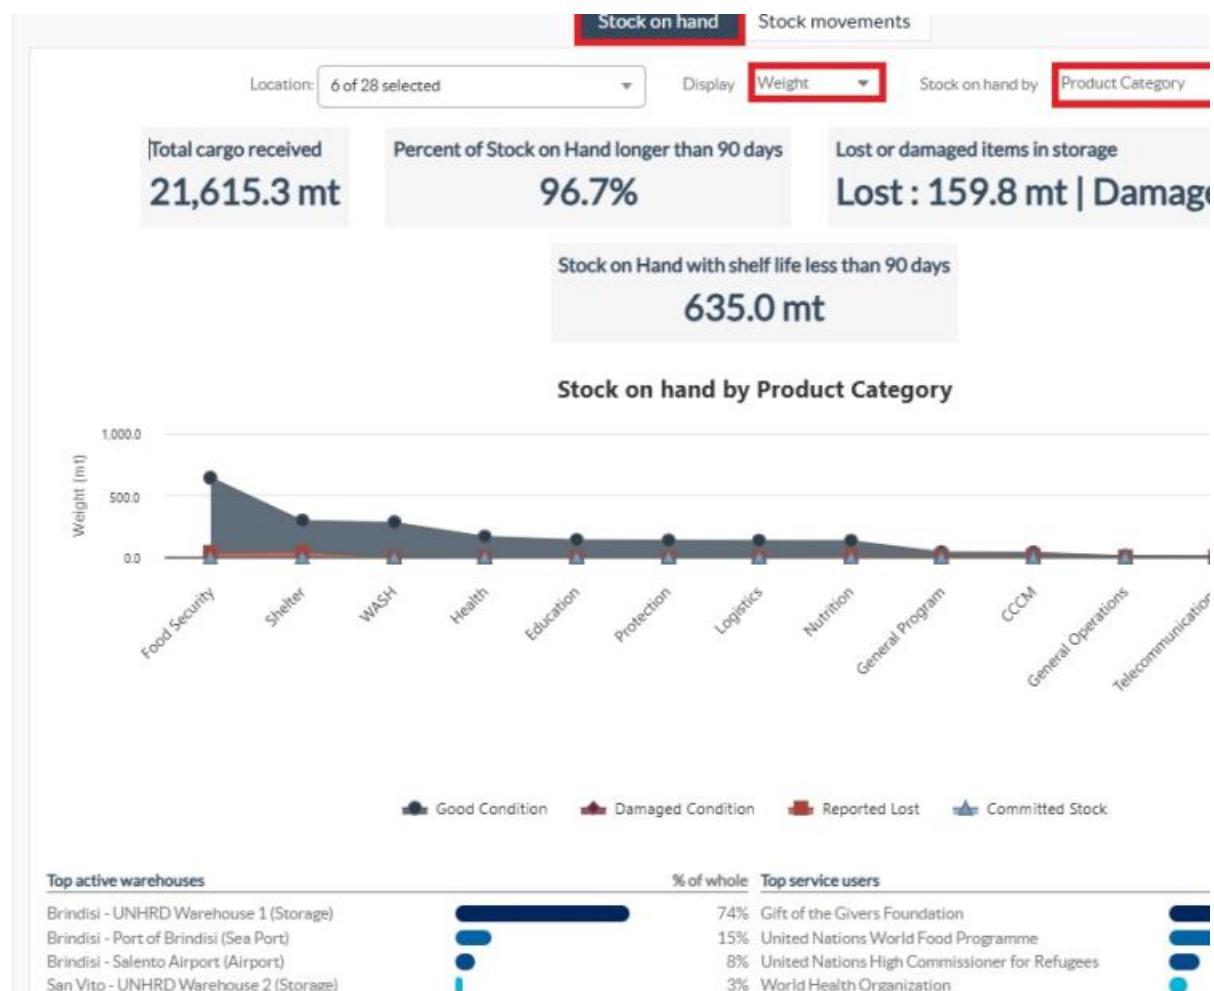 Stock on hand Stock movements
Location: 6 of 28 selected Display Weight Stock on hand by Product Category
Total cargo received Percent of Stock on Hand longer than 90 days Lost or damaged items in storage
21,615.3 mt 96.7% Lost : 159.8 mt | Damage
Stock on Hand with shelf life less than 90 days
635.0 mt
Stock on hand by Product Category
Weight (mt)
1,000.0
500.0
0.0
Food Security Shelter WASH Health Education Protection Logistics Nutrition General Program CCCM General Operations Telecommunication
Good Condition Damaged Condition Reported Lost Committed Stock
Top active warehouses % of whole Top service users
Brindisi - UNHRD Warehouse 1 (Storage) 74% Gift of the Givers Foundation
Brindisi - Port of Brindisi (Sea Port) 15% United Nations World Food Programme
Brindisi - Salento Airport (Airport) 8% United Nations High Commissioner for Refugees
San Vito - UNHRD Warehouse 2 (Storage) 3% World Health Organization